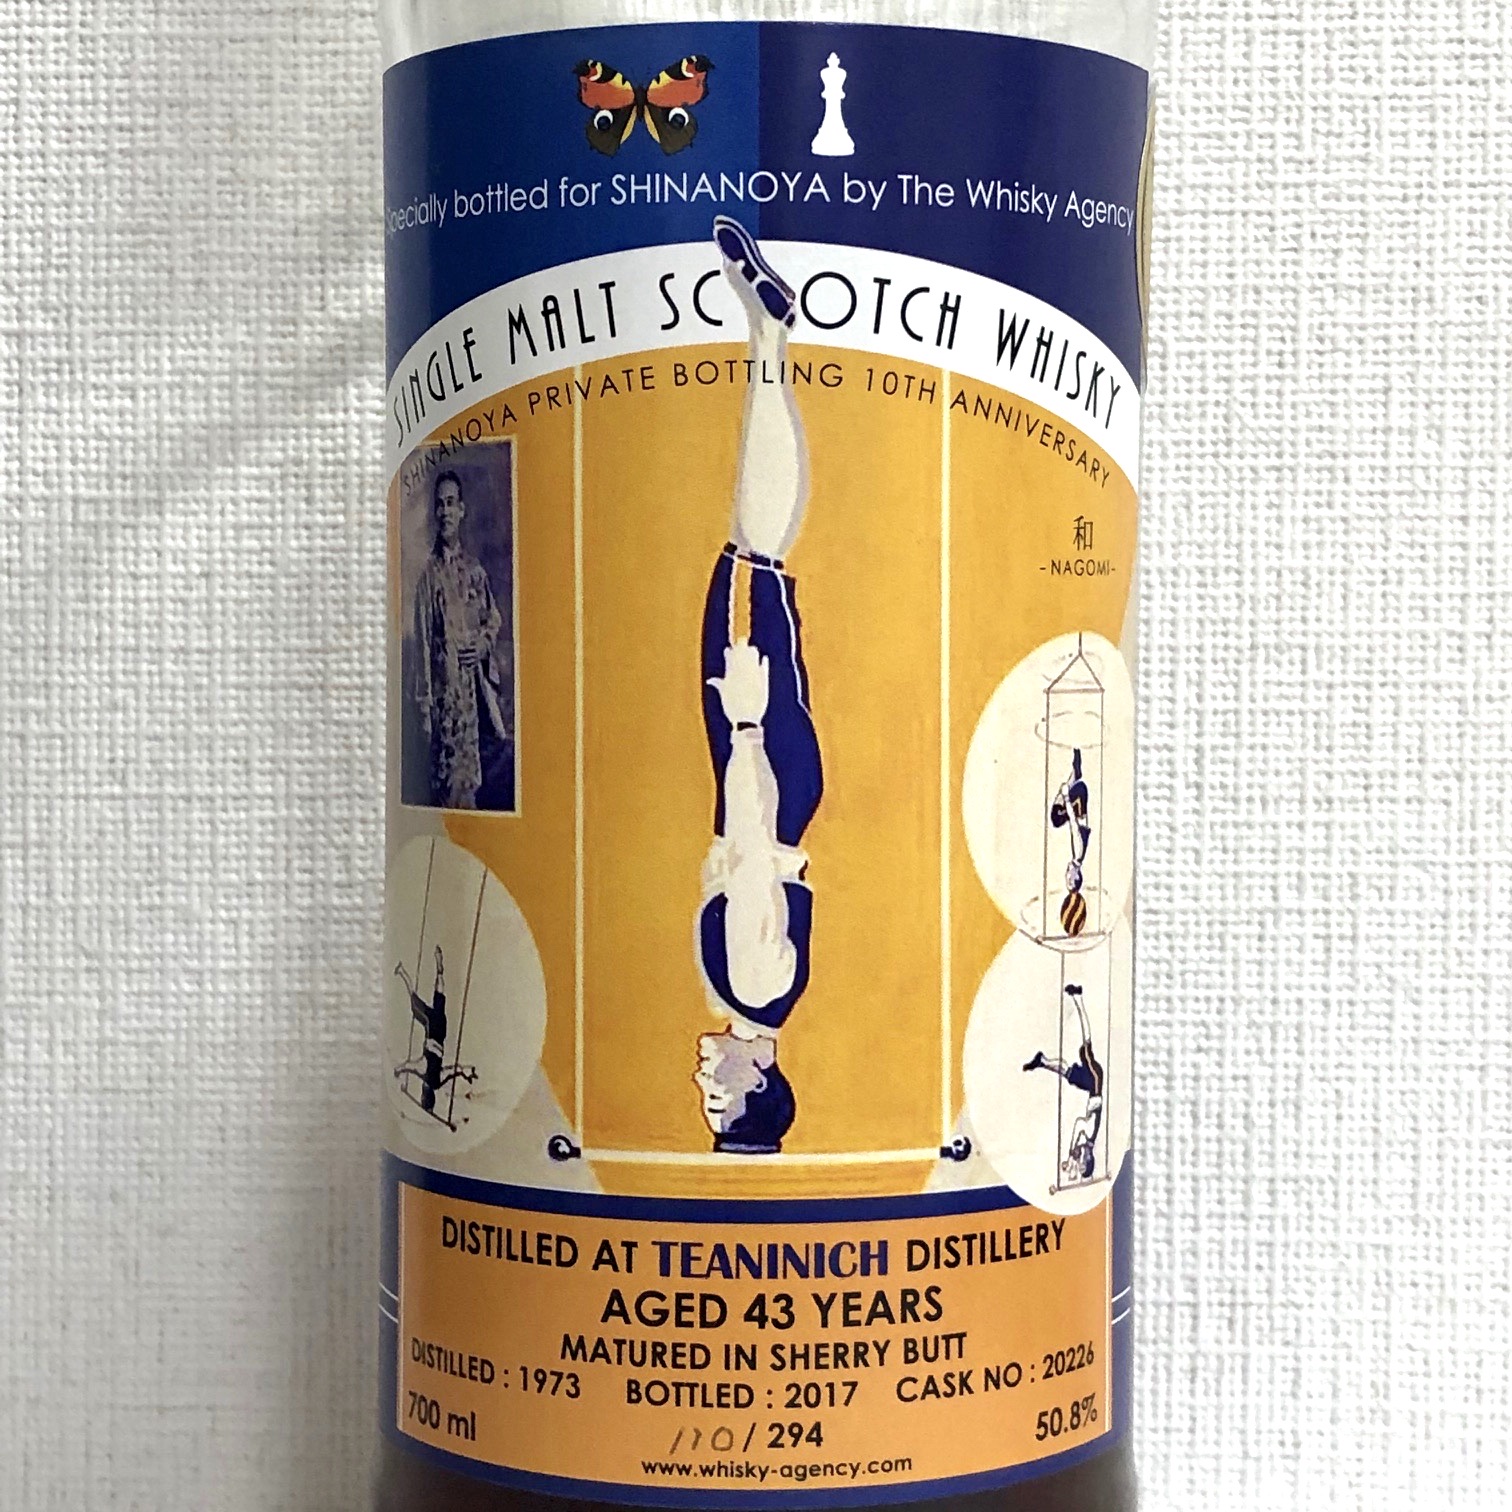 Specially bottled for SHINANOYA by The Whisky Agency
SINGLE MALT SCOTCH WHISKY
SHINANOYA PRIVATE BOTTLING 10TH ANNIVERSARY
和
-NAGOMI-
DISTILLED AT TEANINICH DISTILLERY
AGED 43 YEARS
MATURED IN SHERRY BUTT
DISTILLED : 1973 BOTTLED : 2017 CASK NO : 20226
700 ml 110 / 294 50.8%
www.whisky-agency.com